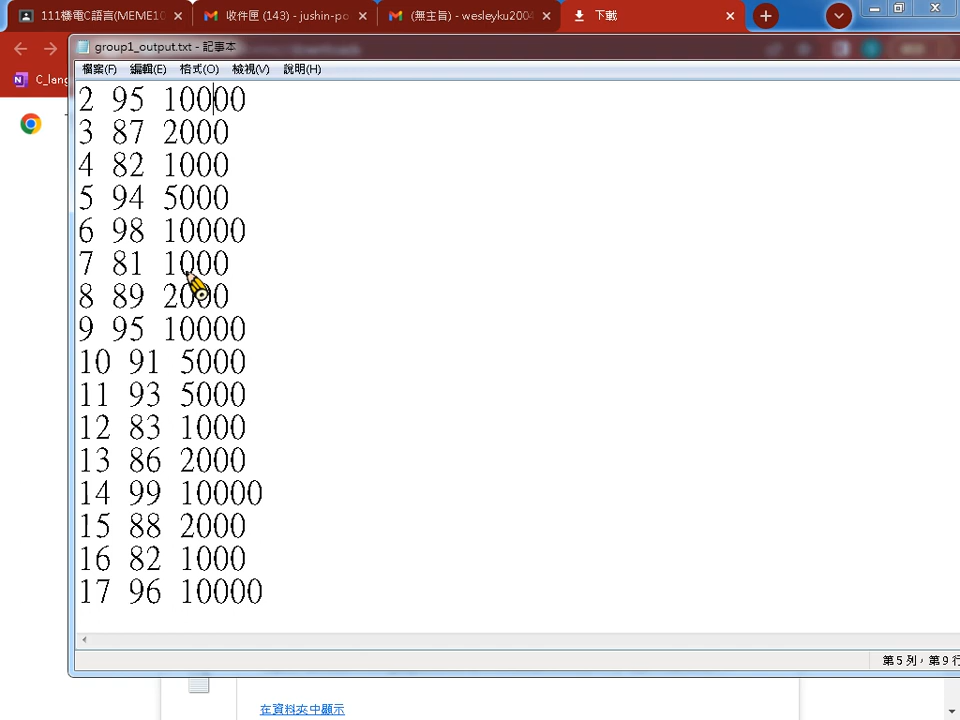 111機電C語言(MEME10
收件匣 (143) - jushin-po
(無主旨) - wesleyku2004
下載
group1_output.txt - 記事本
C_lang
檔案(F) 編輯(E) 格式(O) 檢視(V) 說明(H)
2 95 10000
3 87 2000
4 82 1000
5 94 5000
6 98 10000
7 81 1000
8 89 2000
9 95 10000
10 91 5000
11 93 5000
12 83 1000
13 86 2000
14 99 10000
15 88 2000
16 82 1000
17 96 10000
第 5 列，第 9 行
在資料夾中顯示